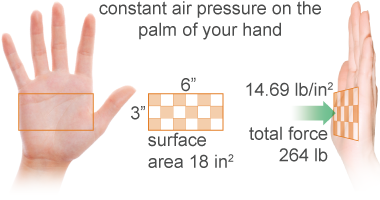 constant air pressure on the
palm of your hand
6”
3”
surface
area 18 in²
14.69 lb/in²
total force
264 lb